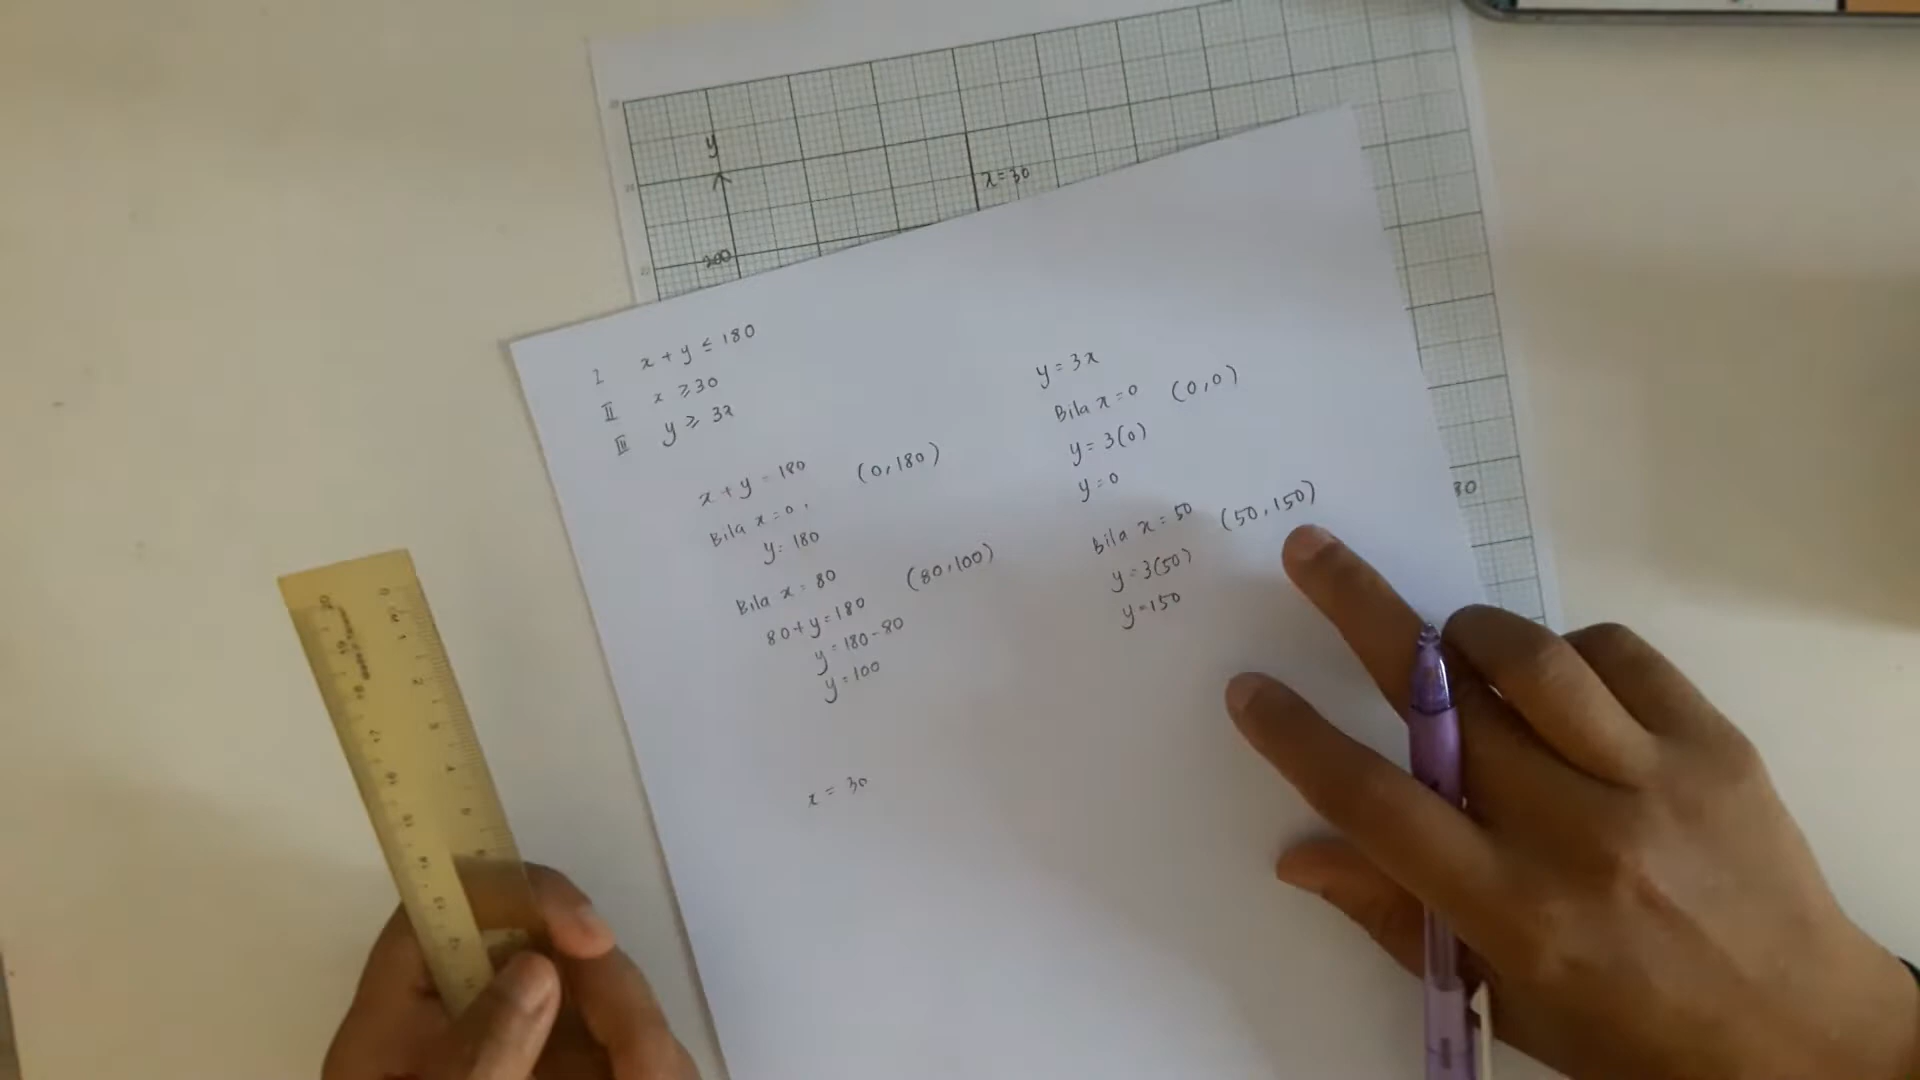 y
x=30
200
I x + y ≤ 180
II x ≥ 30
III y ≥ 3x
x + y = 180
Bila x = 0, (0, 180)
y = 180
Bila x = 80
80 + y = 180 (80, 100)
y = 180 - 80
y = 100
x = 30
y = 3x
Bila x = 0 (0, 0)
y = 3(0)
y = 0
Bila x = 50 (50, 150)
y = 3(50)
y = 150
80